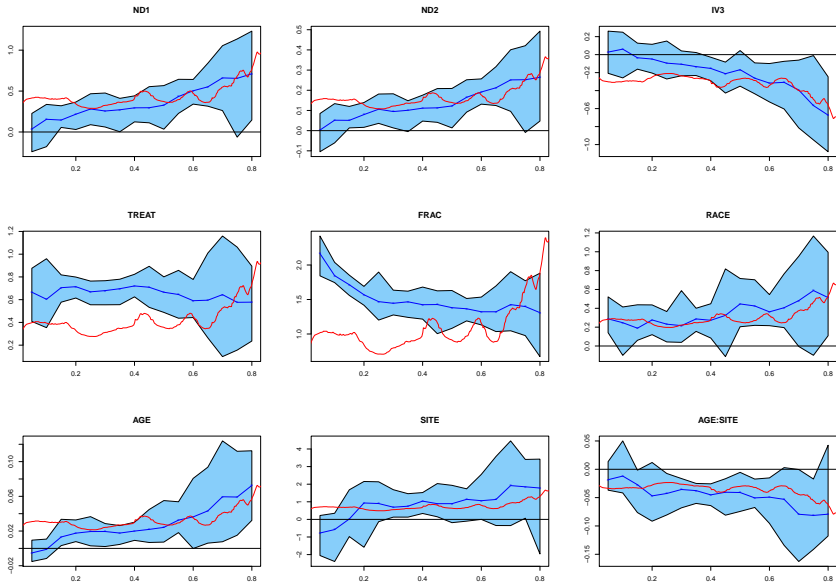 ND1
0.0 0.5 1.0
0.2 0.4 0.6 0.8
ND2
−0.1 0.0 0.1 0.2 0.3 0.4 0.5
0.2 0.4 0.6 0.8
IV3
−1.0 −0.6 −0.2 0.2
0.2 0.4 0.6 0.8
TREAT
0.2 0.4 0.6 0.8 1.0 1.2
0.2 0.4 0.6 0.8
FRAC
1.0 1.5 2.0
0.2 0.4 0.6 0.8
RACE
0.0 0.2 0.4 0.6 0.8 1.0 1.2
0.2 0.4 0.6 0.8
AGE
−0.02 0.02 0.06 0.10
0.2 0.4 0.6 0.8
SITE
−2 −1 0 1 2 3 4
0.2 0.4 0.6 0.8
AGE:SITE
−0.15 −0.10 −0.05 0.00 0.05
0.2 0.4 0.6 0.8